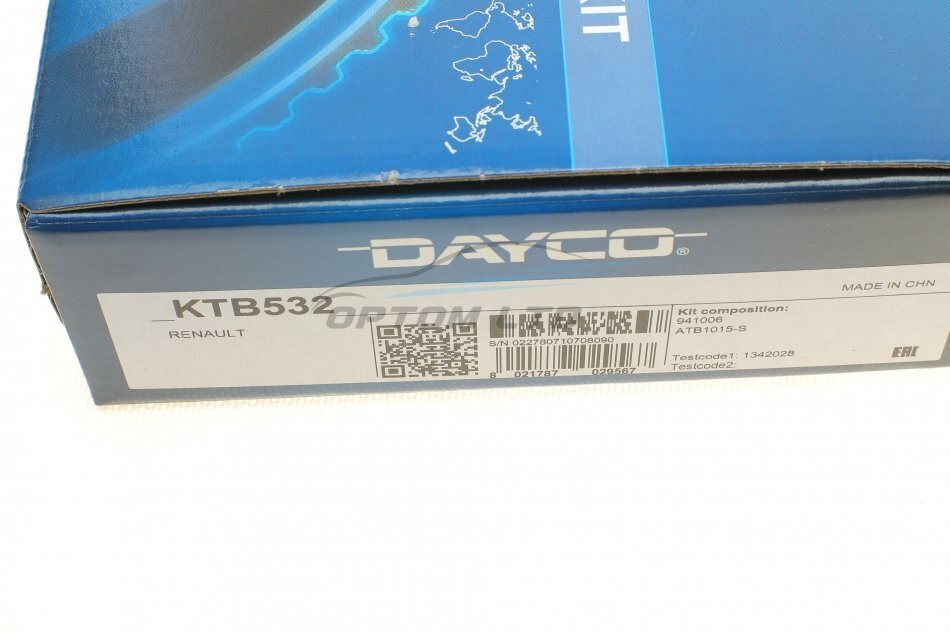 KIT
DAYCO®
MADE IN CHN
KTB532
RENAULT
OPTOM LTD
S/N 022780710708090
8 021787 029567
Kit composition:
941006
ATB1015-S
Testcode1: 1342028
Testcode2:
EAC